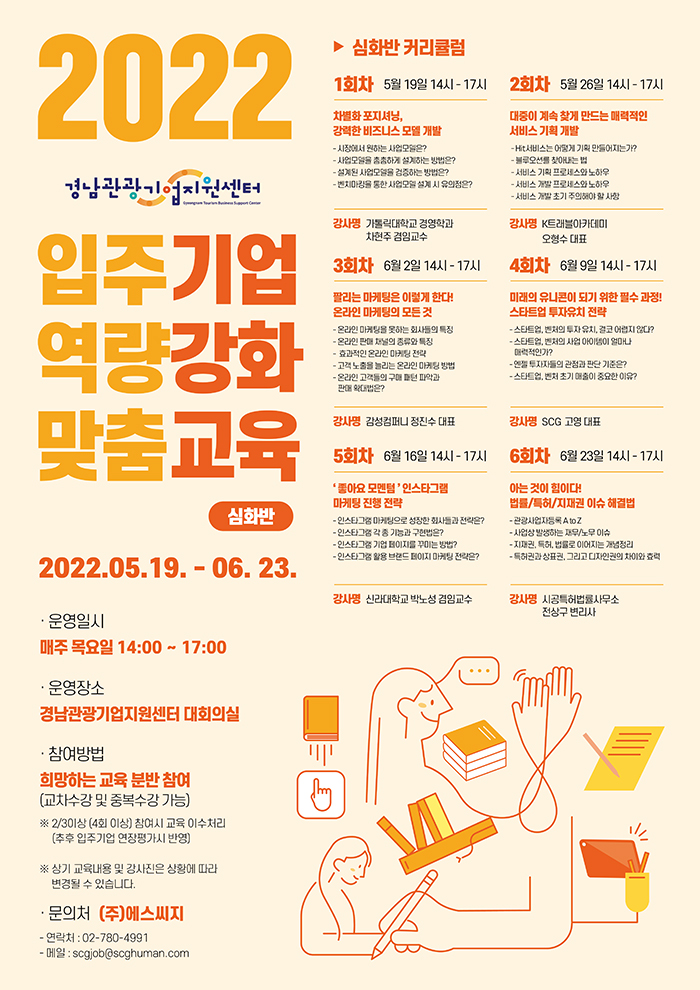 2022
경남관광기업지원센터
Gyeongnam Tourism Business Support Center
입주기업
역량강화
맞춤교육
심화반
2022.05.19. - 06. 23.
· 운영일시
매주 목요일 14:00 ~ 17:00
· 운영장소
경남관광기업지원센터 대회의실
· 참여방법
희망하는 교육 분반 참여
(교차수강 및 중복수강 가능)
※ 2/3이상 (4회 이상) 참여시 교육 이수처리
(추후 입주기업 연장평가시 반영)
※ 상기 교육내용 및 강사진은 상황에 따라
변경될 수 있습니다.
· 문의처 (주)에스씨지
- 연락처 : 02-780-4991
- 메일 : scgjob@scghuman.com
▶ 심화반 커리큘럼
1회차 5월 19일 14시 - 17시
차별화 포지셔닝,
강력한 비즈니스 모델 개발
- 시장에서 원하는 사업모델은?
- 사업모델을 촘촘하게 설계하는 방법은?
- 설계된 사업모델을 검증하는 방법은?
- 벤치마킹을 통한 사업모델 설계 시 유의점은?
강사명 가톨릭대학교 경영학과
차현주 겸임교수
2회차 5월 26일 14시 - 17시
대중이 계속 찾게 만드는 매력적인
서비스 기획 개발
- Hit서비스는 어떻게 기획 만들어지는가?
- 블루오션를 찾아내는 법
- 서비스 기획 프로세스와 노하우
- 서비스 개발 프로세스와 노하우
- 서비스 개발 초기 주의해야 할 사항
강사명 K트래블아카데미
오형수 대표
3회차 6월 2일 14시 - 17시
팔리는 마케팅은 이렇게 한다!
온라인 마케팅의 모든 것
- 온라인 마케팅을 못하는 회사들의 특징
- 온라인 판매 채널의 종류와 특징
- 효과적인 온라인 마케팅 전략
- 고객 노출을 늘리는 온라인 마케팅 방법
- 온라인 고객들의 구매 패턴 파악과
판매 확대법은?
강사명 감성컴퍼니 정진수 대표
4회차 6월 9일 14시 - 17시
미래의 유니콘이 되기 위한 필수 과정!
스타트업 투자유치 전략
- 스타트업, 벤처의 투자 유치, 결코 어렵지 않다?
- 스타트업, 벤처의 사업 아이템이 얼마나
매력적인가?
- 엔젤 투자자들의 관점과 판단 기준은?
- 스타트업, 벤처 초기 매출이 중요한 이유?
강사명 SCG 고영 대표
5회차 6월 16일 14시 - 17시
‘ 좋아요 모멘텀 ’ 인스타그램
마케팅 진행 전략
- 인스타그램 마케팅으로 성장한 회사들과 전략은?
- 인스타그램 각 종 기능과 구현법은?
- 인스타그램 기업 페이지를 꾸미는 방법?
- 인스타그램 활용 브랜드 페이지 마케팅 전략은?
강사명 신라대학교 박노성 겸임교수
6회차 6월 23일 14시 - 17시
아는 것이 힘이다!
법률/특허/지재권 이슈 해결법
- 관광사업자등록 A to Z
- 사업상 발생하는 재무/노무 이슈
- 지재권, 특허, 법률로 이어지는 개념정리
- 특허권과 상표권, 그리고 디자인권의 차이와 효력
강사명 시공특허법률사무소
전상구 변리사